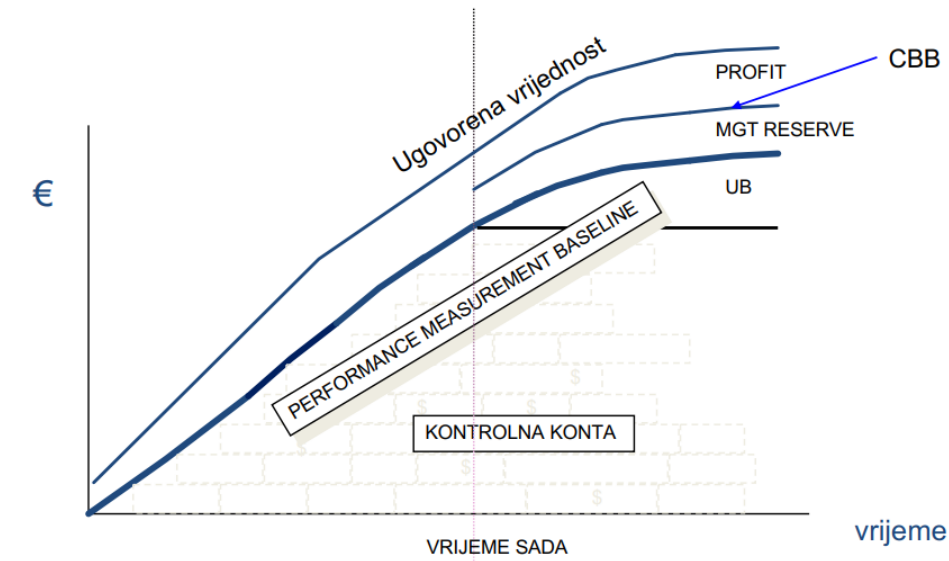 CBB
PROFIT
Ugovorena vrijednost
MGT RESERVE
€
UB
PERFORMANCE MEASUREMENT BASELINE
$
$
$
KONTROLNA KONTA
$
$
vrijeme
VRIJEME SADA